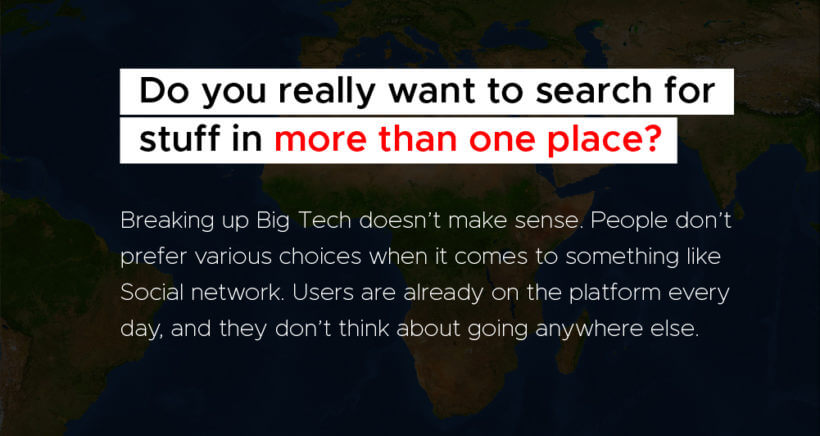 Do you really want to search for
stuff in more than one place?
Breaking up Big Tech doesn’t make sense. People don’t
prefer various choices when it comes to something like
Social network. Users are already on the platform every
day, and they don’t think about going anywhere else.